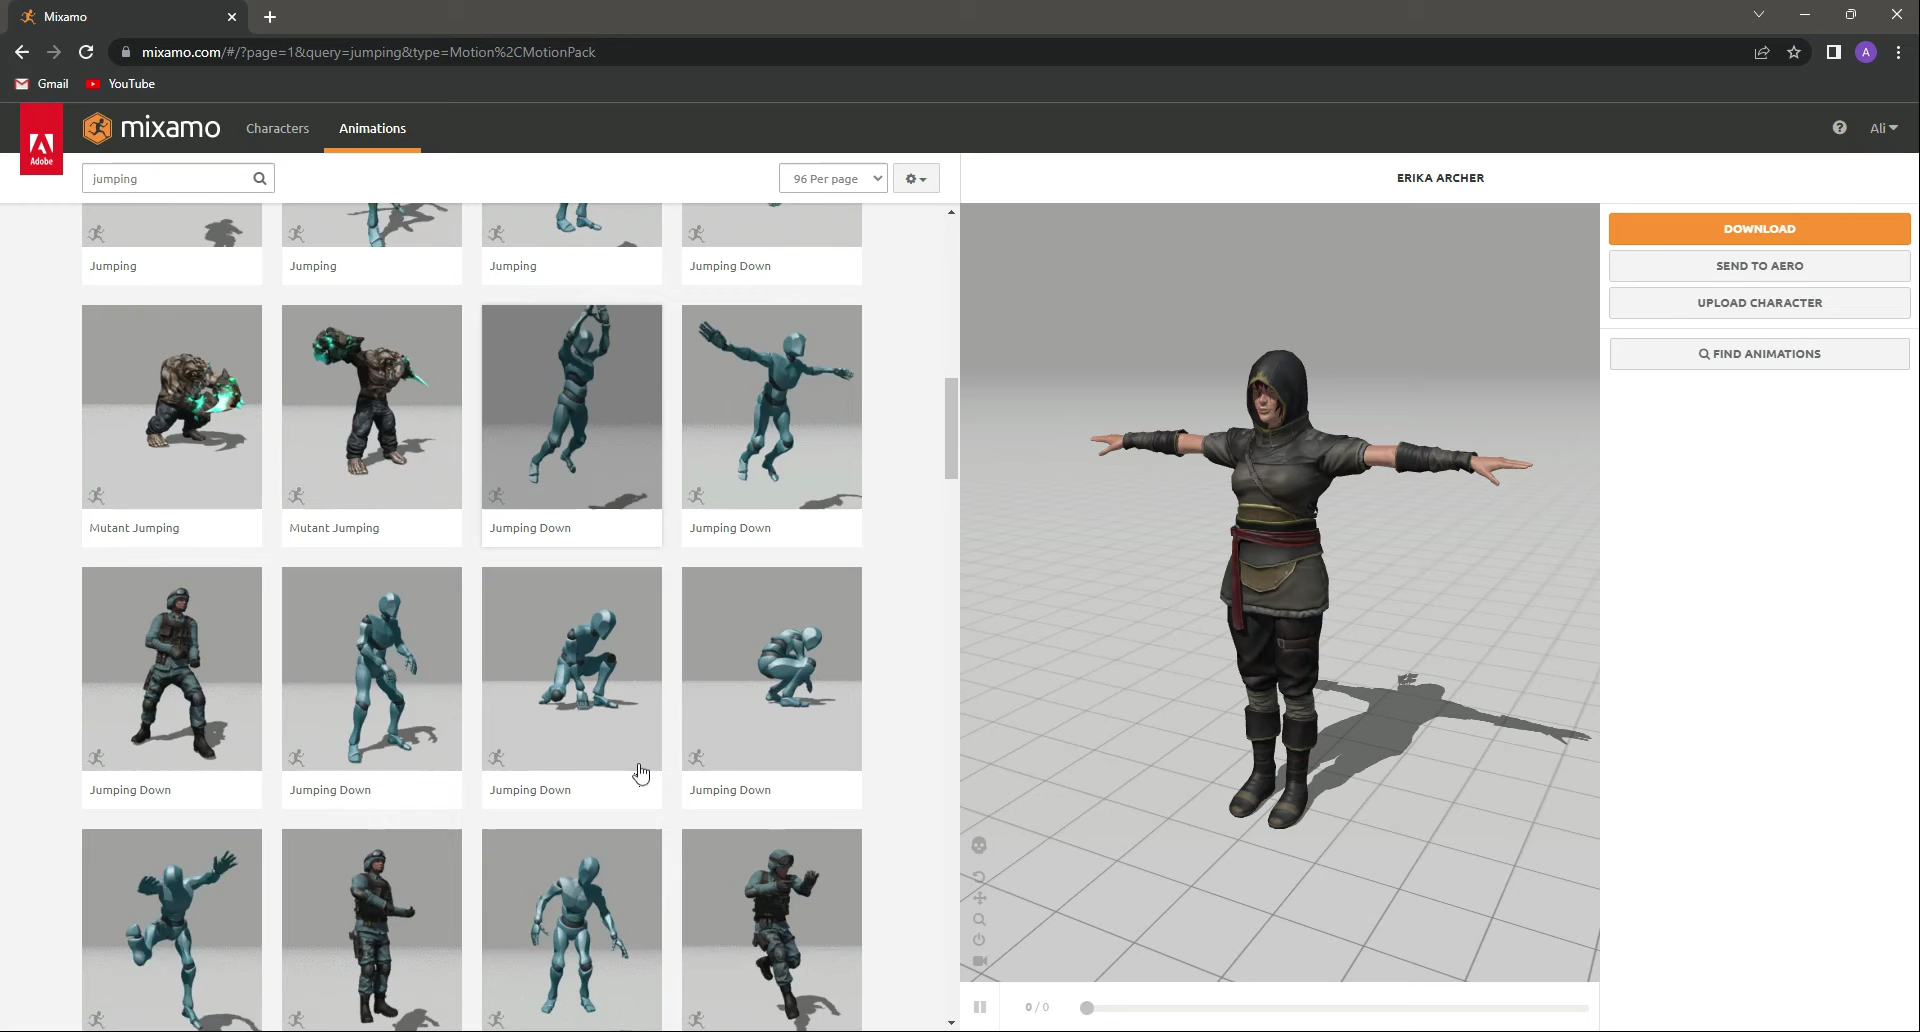 Mixamo
mixamo.com/#/?page=1&query=jumping&type=Motion%2CMotionPack
A
Gmail
YouTube
Adobe
mixamo
Characters
Animations
Ali
jumping
96 Per page
ERIKA ARCHER
DOWNLOAD
SEND TO AERO
UPLOAD CHARACTER
FIND ANIMATIONS
Jumping
Jumping
Jumping
Jumping Down
Mutant Jumping
Mutant Jumping
Jumping Down
Jumping Down
Jumping Down
Jumping Down
Jumping Down
Jumping Down
0 / 0